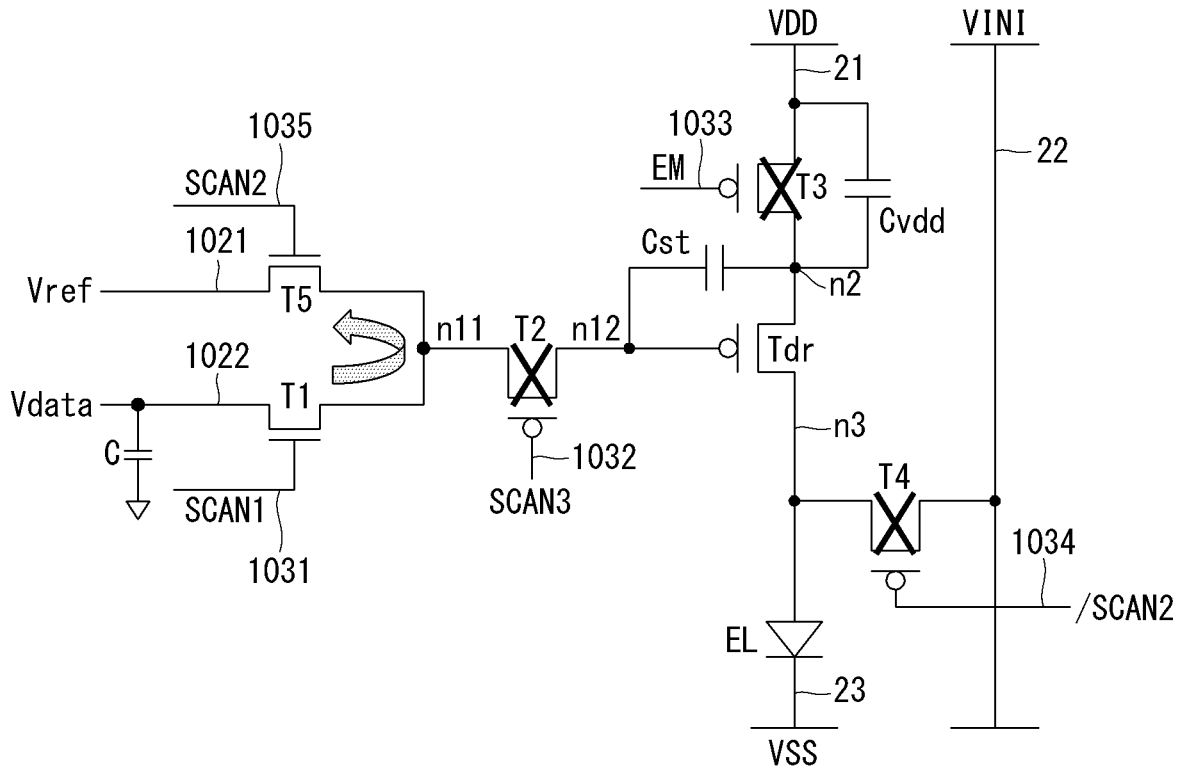 VDD
VINI
21
1035
1033
22
SCAN2
EM
T3
Cvdd
1021
Cst
n2
Vref
T5
n11
T2
n12
Tdr
1022
Vdata
T1
n3
C
1032
T4
SCAN1
SCAN3
1034
1031
/SCAN2
EL
23
VSS